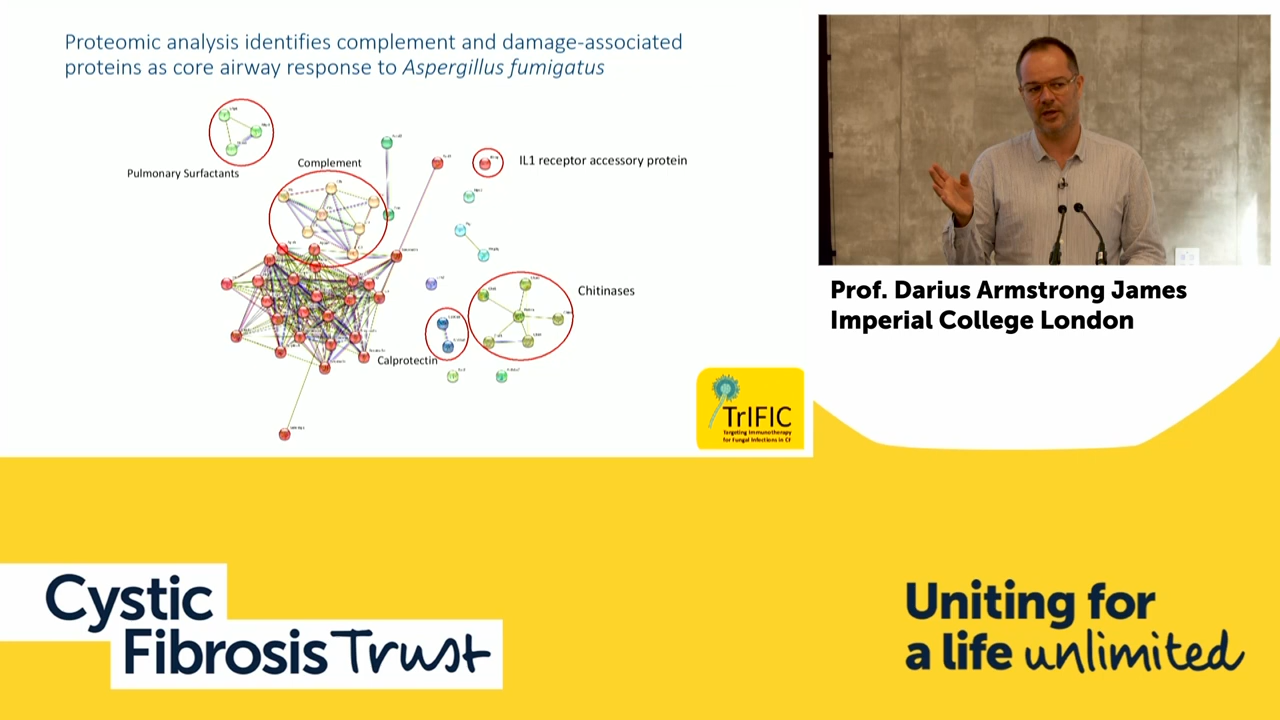 Proteomic analysis identifies complement and damage-associated
proteins as core airway response to Aspergillus fumigatus
Pulmonary Surfactants
Complement
IL1 receptor accessory protein
Chitinases
Calprotectin
TrIFIC
Targeting Immunotherapy
for Fungal Infections in CF
Prof. Darius Armstrong James
Imperial College London
Cystic
Fibrosis Trust
Uniting for
a life unlimited